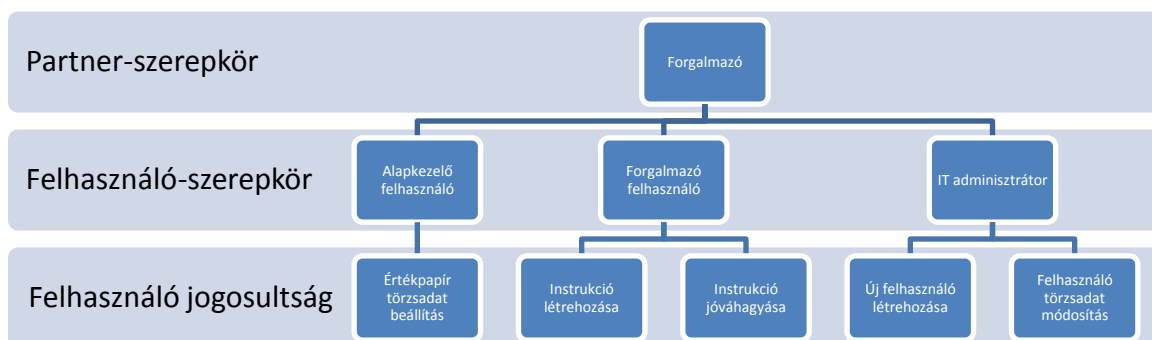 Partner-szerepkör
Forgalmazó
Felhasználó-szerepkör
Alapkezelő
felhasználó
Forgalmazó
felhasználó
IT adminisztrátor
Felhasználó jogosultság
Értékpapír
törzsadat
beállítás
Instrukció
létrehozása
Instrukció
jóváhagyása
Új felhasználó
létrehozása
Felhasználó
törzsadat
módosítás